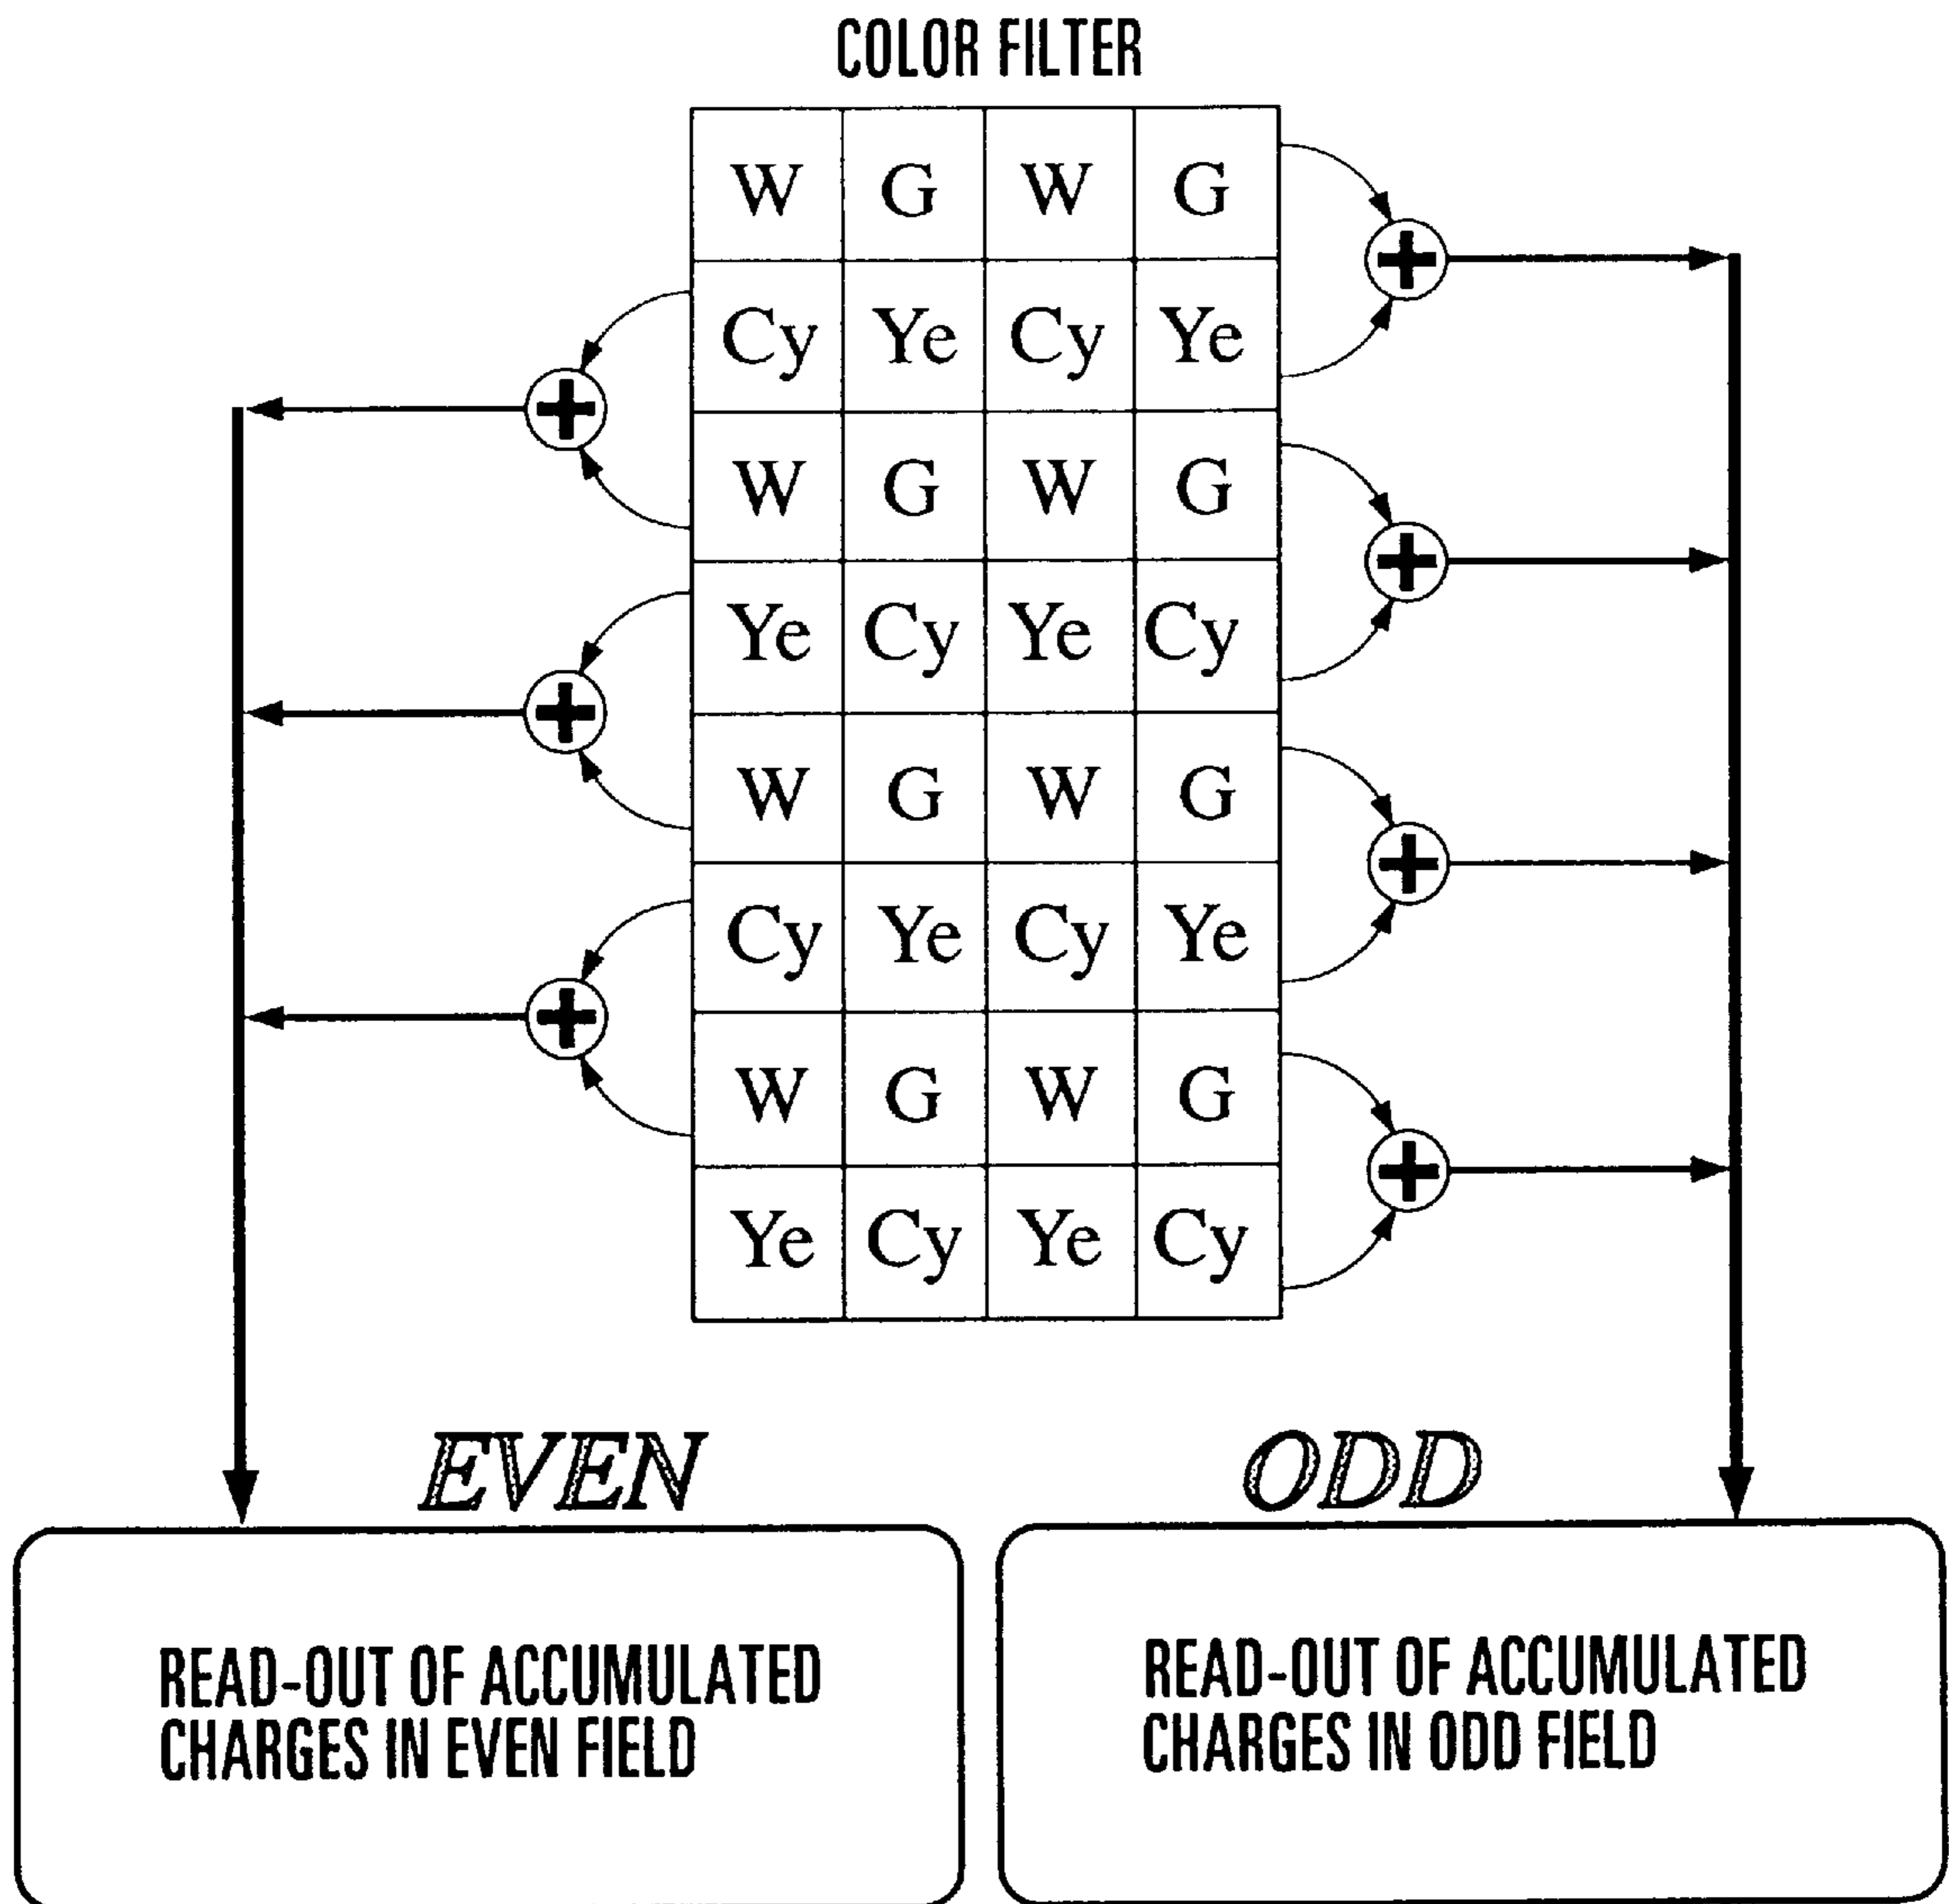 COLOR FILTER
W G W G
Cy Ye Cy Ye
W G W G
Ye Cy Ye Cy
W G W G
Cy Ye Cy Ye
W G W G
Ye Cy Ye Cy
EVEN
ODD
READ-OUT OF ACCUMULATED
CHARGES IN EVEN FIELD
READ-OUT OF ACCUMULATED
CHARGES IN ODD FIELD